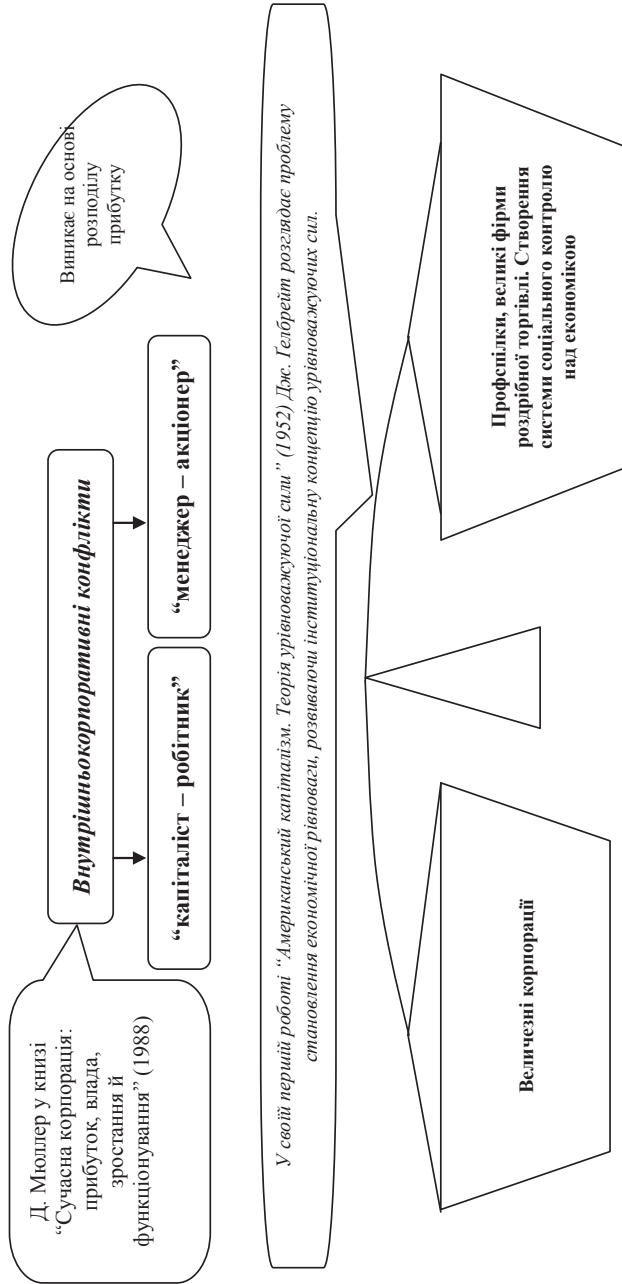 Д. Мюллер у книзі
“Сучасна корпорація:
прибуток, влада,
зростання й
функціонування” (1988)
Внутрішньокорпоративні конфлікти
“капіталіст – робітник”
“менеджер – акціонер”
Виникає на основі
розподілу
прибутку
У своїй першій роботі “Американський капіталізм. Теорія урівноважуючої сили” (1952) Дж. Ґелбрейт розглядає проблему
становлення економічної рівноваги, розвиваючи інституціональну концепцію урівноважуючих сил.
Величезні корпорації
Профспілки, великі фірми
роздрібної торгівлі. Створення
системи соціального контролю
над економікою